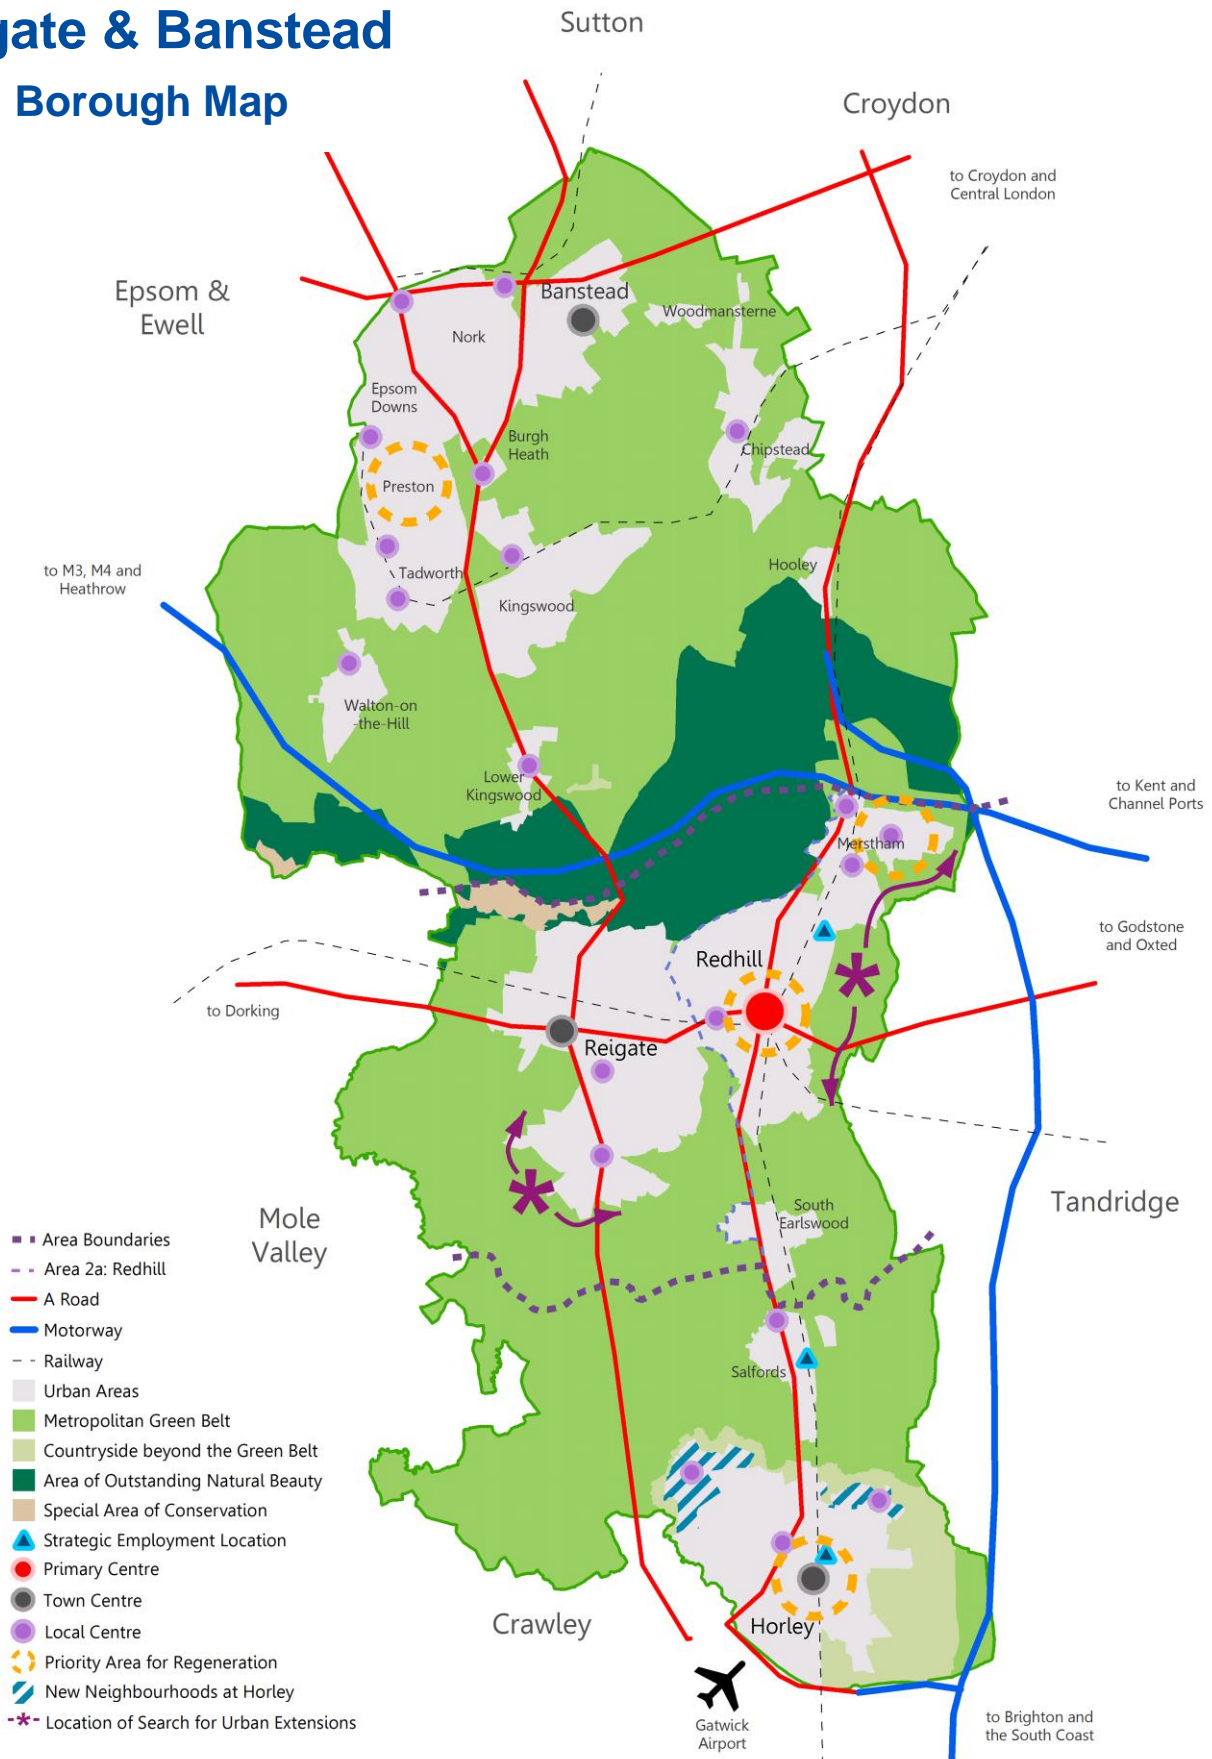 gate & Banstead
Borough Map
Sutton
Croydon
to Croydon and
Central London
Epsom &
Ewell
Banstead
Woodmansterne
Nork
Epsom
Downs
Burgh
Heath
Chipstead
Preston
Hooley
to M3, M4 and
Heathrow
Tadworth
Kingswood
Walton-on
-the-Hill
Lower
Kingswood
to Kent and
Channel Ports
Merstham
to Godstone
and Oxted
Redhill
to Dorking
Reigate
Tandridge
South
Earlswood
Mole
Valley
Salfords
Area Boundaries
Area 2a: Redhill
A Road
Motorway
Railway
Urban Areas
Metropolitan Green Belt
Countryside beyond the Green Belt
Area of Outstanding Natural Beauty
Special Area of Conservation
Strategic Employment Location
Primary Centre
Town Centre
Local Centre
Priority Area for Regeneration
New Neighbourhoods at Horley
Location of Search for Urban Extensions
Crawley
Horley
Gatwick
Airport
to Brighton and
the South Coast